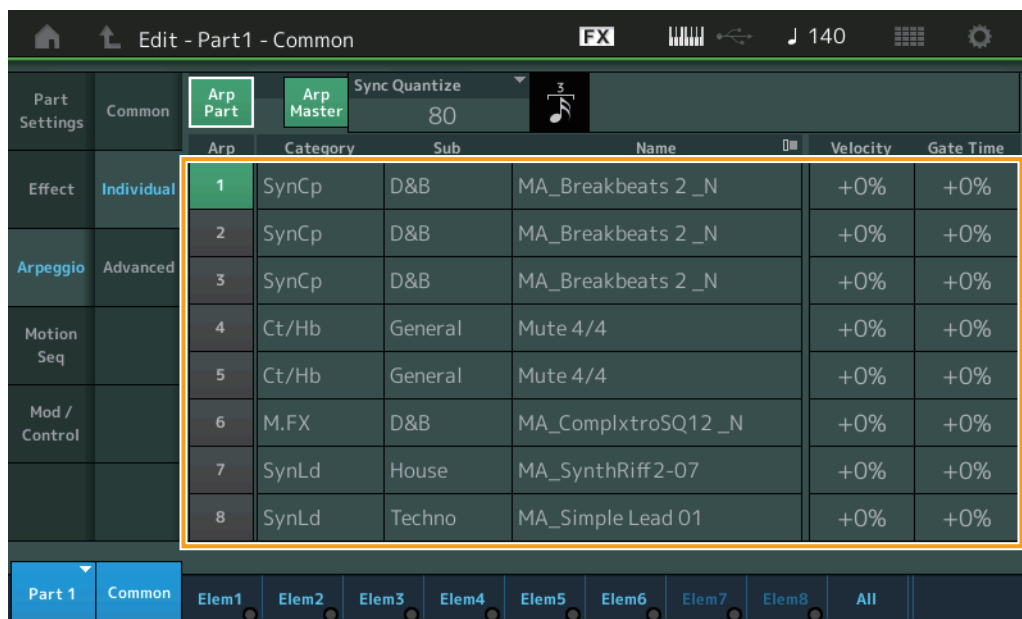 Edit - Part1 - Common FX 140
Part Settings
Common
Arp Part
Arp Master
Sync Quantize
80
3
Arp Category Sub Name Velocity Gate Time
Effect
Individual
1 SynCp D&B MA_Breakbeats 2 _N +0% +0%
2 SynCp D&B MA_Breakbeats 2 _N +0% +0%
Arpeggio
Advanced
3 SynCp D&B MA_Breakbeats 2 _N +0% +0%
Motion Seq
4 Ct/Hb General Mute 4/4 +0% +0%
5 Ct/Hb General Mute 4/4 +0% +0%
Mod / Control
6 M.FX D&B MA_ComplxtroSQ12 _N +0% +0%
7 SynLd House MA_SynthRiff2-07 +0% +0%
8 SynLd Techno MA_Simple Lead 01 +0% +0%
Part 1 Common Elem1 Elem2 Elem3 Elem4 Elem5 Elem6 Elem7 Elem8 All